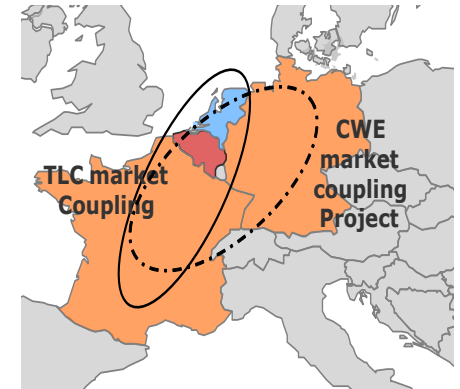 TLC market
Coupling
CWE
market
coupling
Project